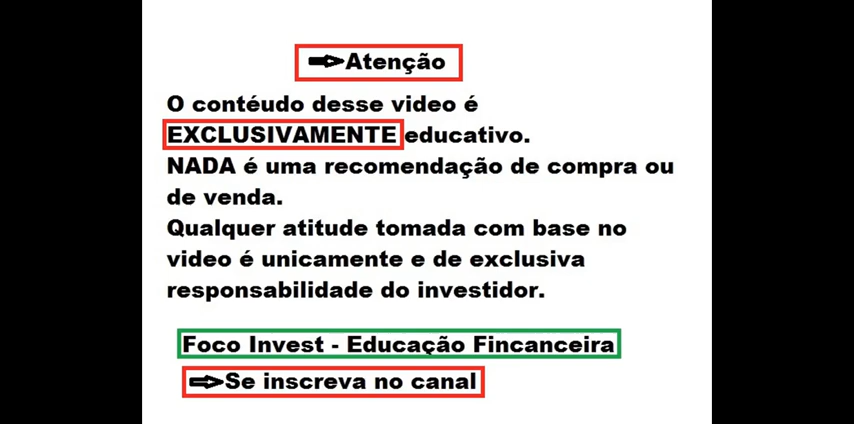 ⇨Atenção
O contéudo desse video é
EXCLUSIVAMENTE educativo.
NADA é uma recomendação de compra ou
de venda.
Qualquer atitude tomada com base no
video é unicamente e de exclusiva
responsabilidade do investidor.
Foco Invest - Educação Fincanceira
⇨Se inscreva no canal